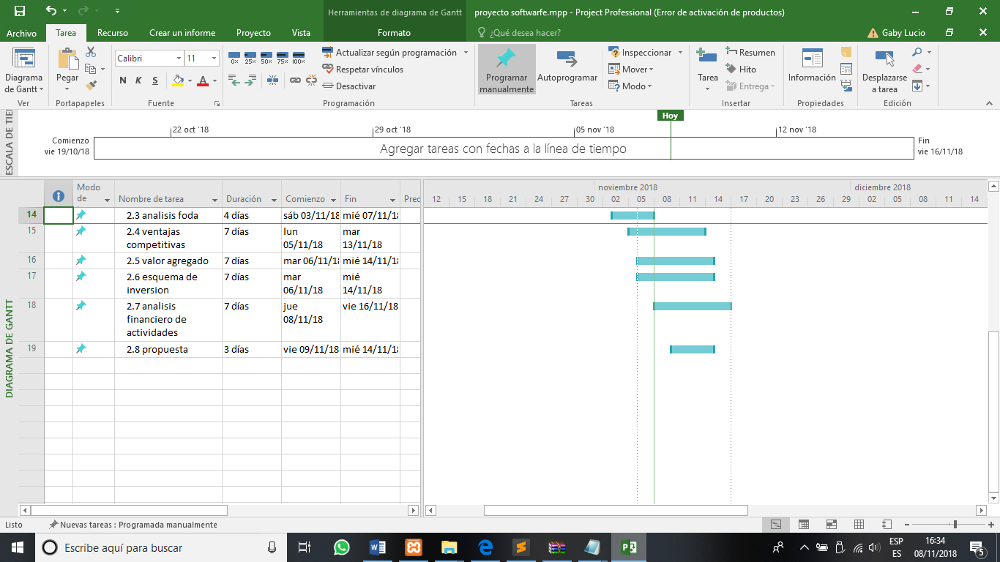 Herramientas de diagrama de Gantt
proyecto softwarfe.mpp - Project Professional (Error de activación de productos)
Archivo
Tarea
Recurso
Crear un informe
Proyecto
Vista
Formato
¿Qué desea hacer?
Gaby Lucio
Diagrama
de Gantt
Ver
Pegar
Portapapeles
Calibri
11
N K S
A
Fuente
0% 25% 50% 75% 100%
Actualizar según programación
Respetar vínculos
Desactivar
Programación
Programar
manualmente
Autoprogramar
Inspeccionar
Mover
Modo
Tareas
Tarea
Resumen
Hito
Entrega
Insertar
Información
Propiedades
Desplazarse
a tarea
Edición
ESCALA DE TIE
Hoy
22 oct '18
29 oct '18
05 nov '18
12 nov '18
Comienzo
vie 19/10/18
Agregar tareas con fechas a la línea de tiempo
Fin
vie 16/11/18
DIAGRAMA DE GANTT
Modo
de
Nombre de tarea
Duración
Comienzo
Fin
Pred
noviembre 2018
diciembre 2018
12 15 18 21 24 27 30 02 05 08 11 14 17 20 23 26 29 02 05 08 11 14
14 2.3 analisis foda 4 días sáb 03/11/18 mié 07/11/18
15 2.4 ventajas
competitivas
7 días
lun
05/11/18
mar
13/11/18
16 2.5 valor agregado 7 días mar 06/11/18 mié 14/11/18
17 2.6 esquema de
inversion
7 días
mar
06/11/18
mié
14/11/18
18 2.7 analisis
financiero de
actividades
7 días
jue
08/11/18
vie 16/11/18
19 2.8 propuesta 3 días vie 09/11/18 mié 14/11/18
Listo
Nuevas tareas : Programada manualmente
Escribe aquí para buscar
ESP
ES
16:34
08/11/2018
5